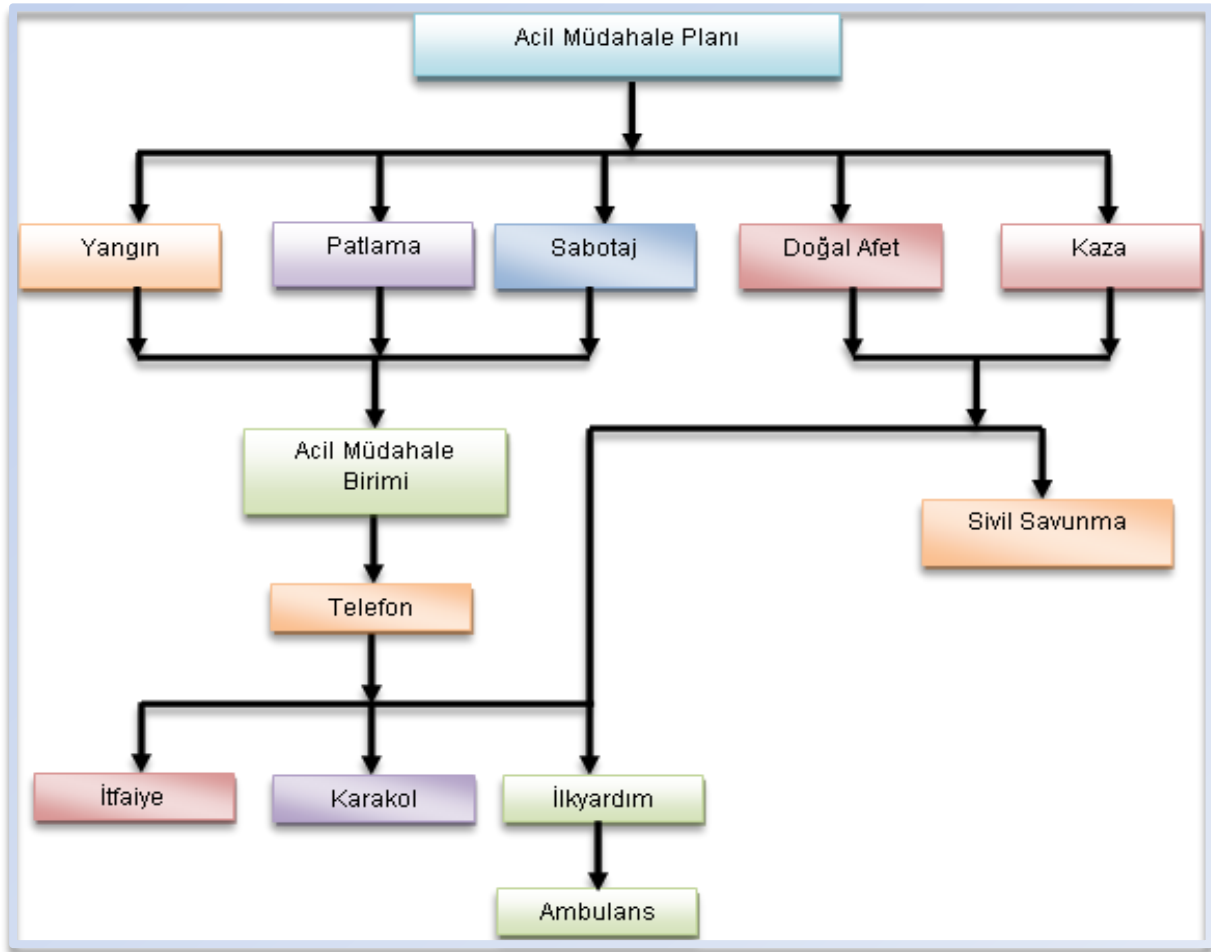 Acil Müdahale Planı
Yangın
Patlama
Sabotaj
Doğal Afet
Kaza
Acil Müdahale
Birimi
Sivil Savunma
Telefon
İtfaiye
Karakol
İlkyardım
Ambulans